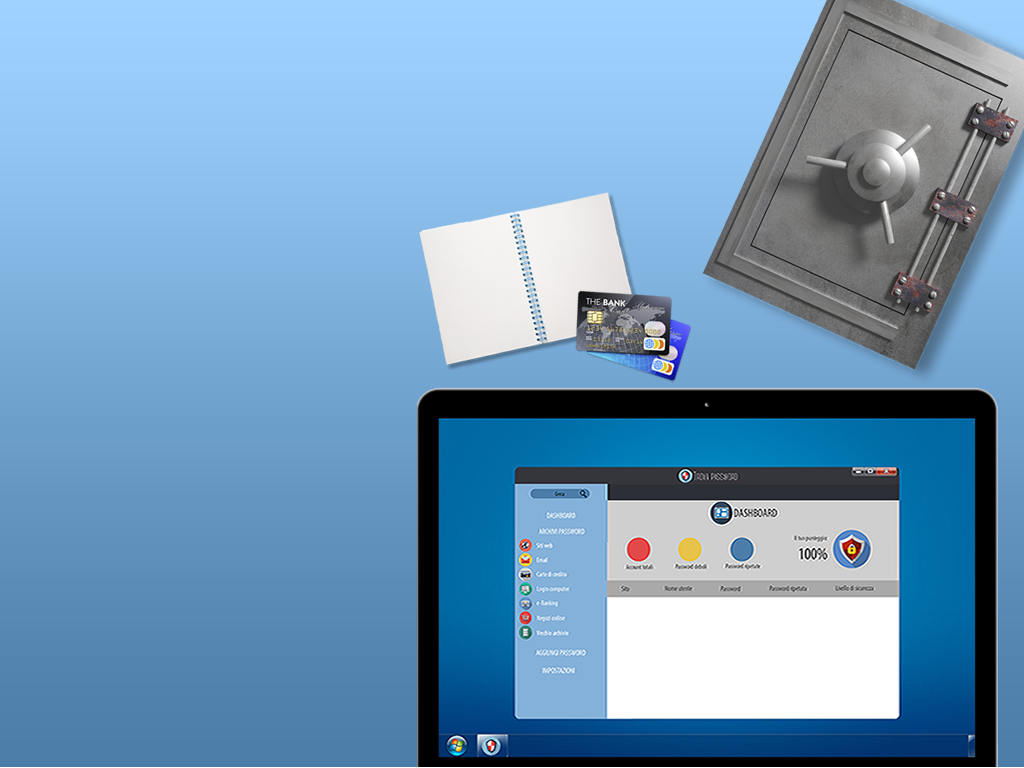 THE BANK
TROVA PASSWORD
Cerca
DASHBOARD
ARCHIVI PASSWORD
Siti web
Email
Carte di credito
Login computer
e-Banking
Negozi online
Vecchio archivio
AGGIUNGI PASSWORD
IMPOSTAZIONI
DASHBOARD
Account totali
Password deboli
Password ripetute
Il tuo punteggio:
100%
Sito Nome utente Password Password ripetuta Livello di sicurezza